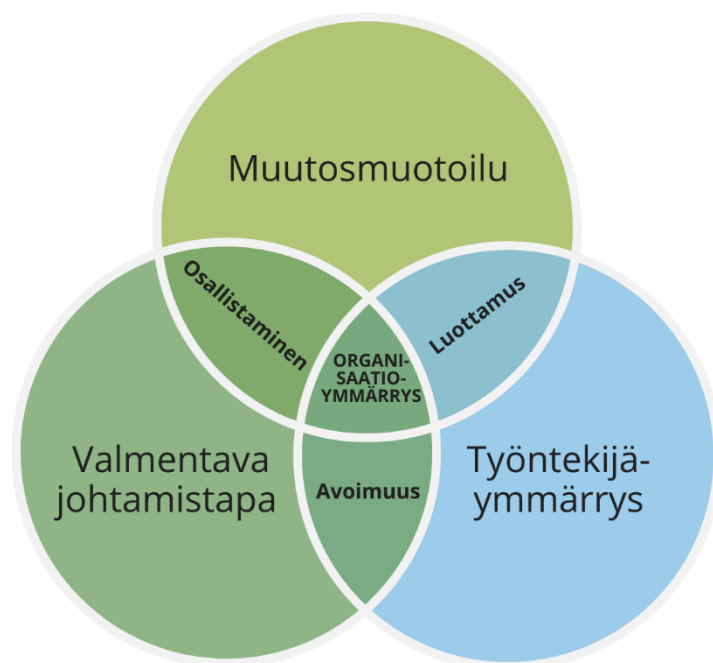 Muutosmuotoilu
Osallistaminen
Luottamus
ORGANI-
SAATIO-
YMMÄRRYS
Valmentava
johtamistapa
Avoimuus
Työntekijä-
ymmärrys